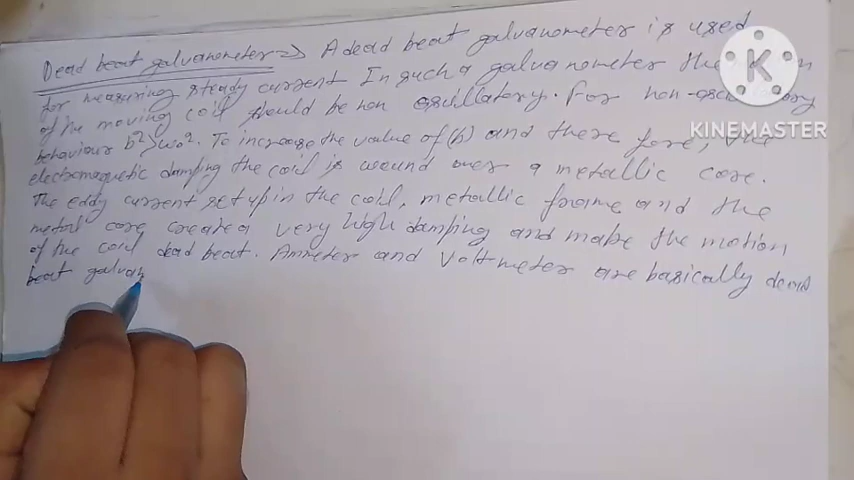 Dead beat galvanometer => A dead beat galvanometer is used
for measuring steady current In such a galvanometer the
of the moving coil should be non oscillatory. For non-oscillatory
behaviour b²>ω₀². To increase the value of (b) and there fore, the
electromagnetic damping the coil is wound over a metallic core.
The eddy current set up in the coil, metallic frame and the
metal core create a very high damping and make the motion
of the coil dead beat. Ammeter and Voltmeter are basically dead
beat galvan
KINEMASTER